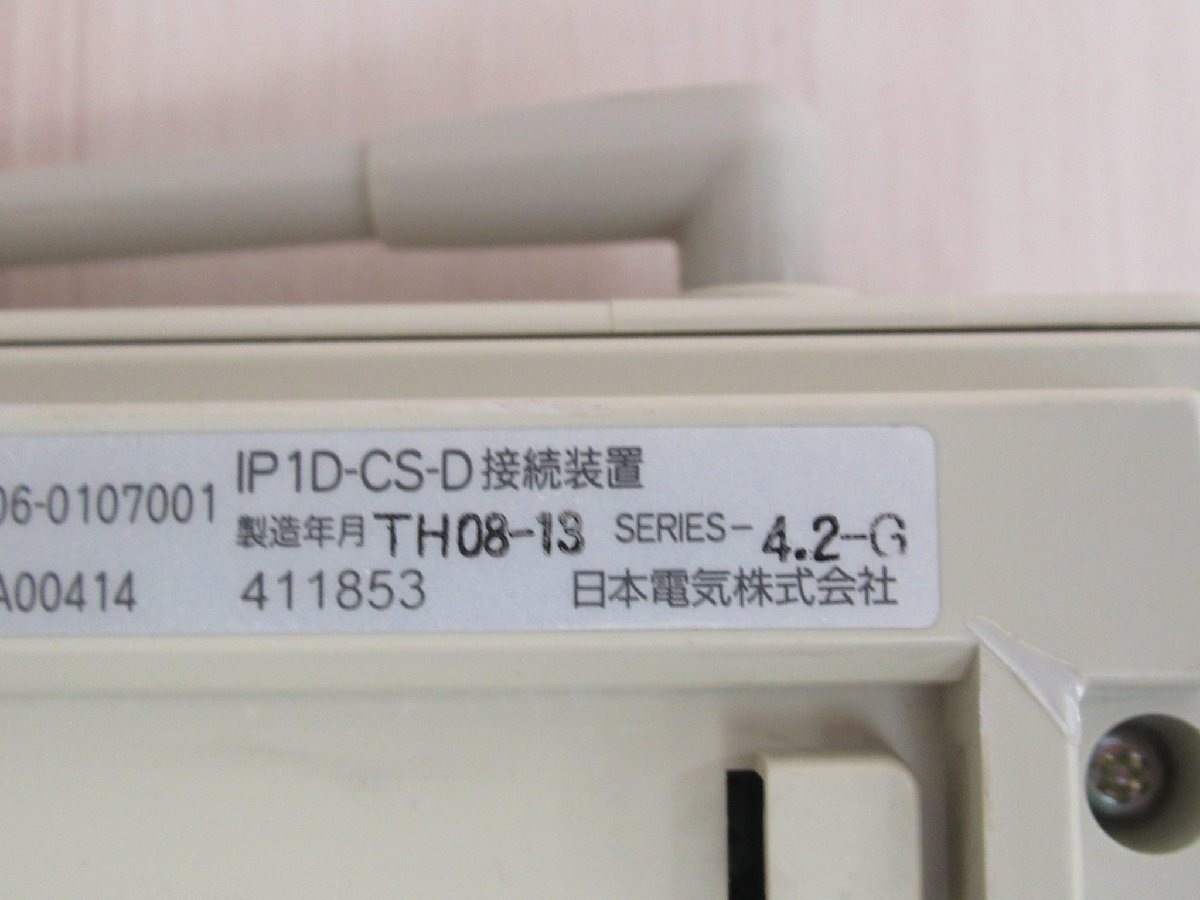 IP1D-CS-D 接続装置
06-0107001
製造年月 TH08-13 SERIES- 4.2-G
A00414 411853 日本電気株式会社